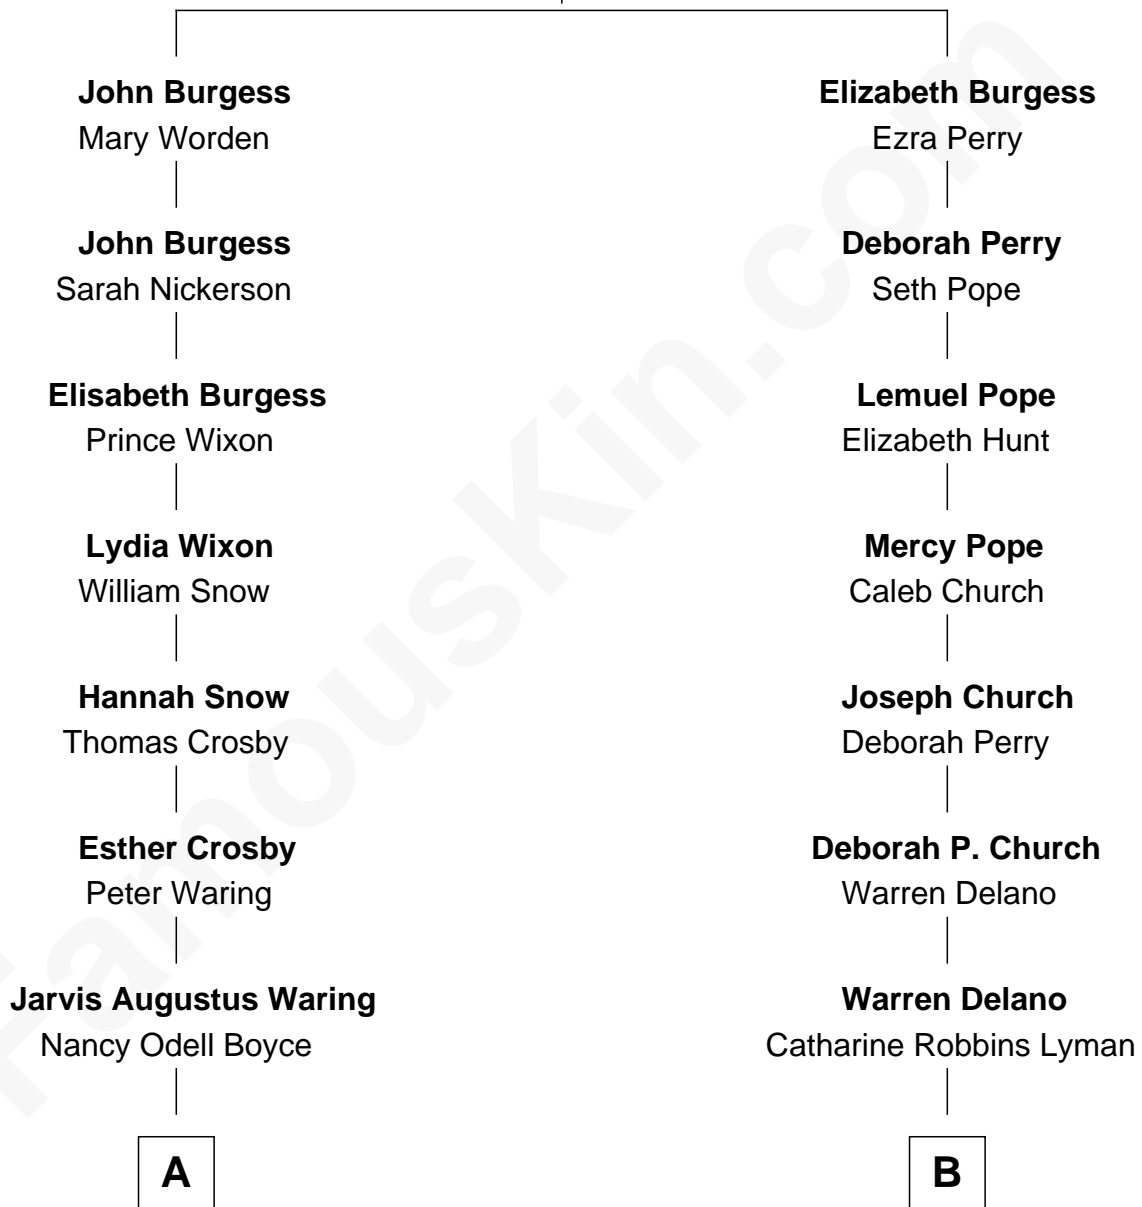 John Burgess
Mary Worden
John Burgess
Sarah Nickerson
Elisabeth Burgess
Prince Wixon
Lydia Wixon
William Snow
Hannah Snow
Thomas Crosby
Esther Crosby
Peter Waring
Jarvis Augustus Waring
Nancy Odell Boyce
A
Elizabeth Burgess
Ezra Perry
Deborah Perry
Seth Pope
Lemuel Pope
Elizabeth Hunt
Mercy Pope
Caleb Church
Joseph Church
Deborah Perry
Deborah P. Church
Warren Delano
Warren Delano
Catharine Robbins Lyman
B
FamousKin.com